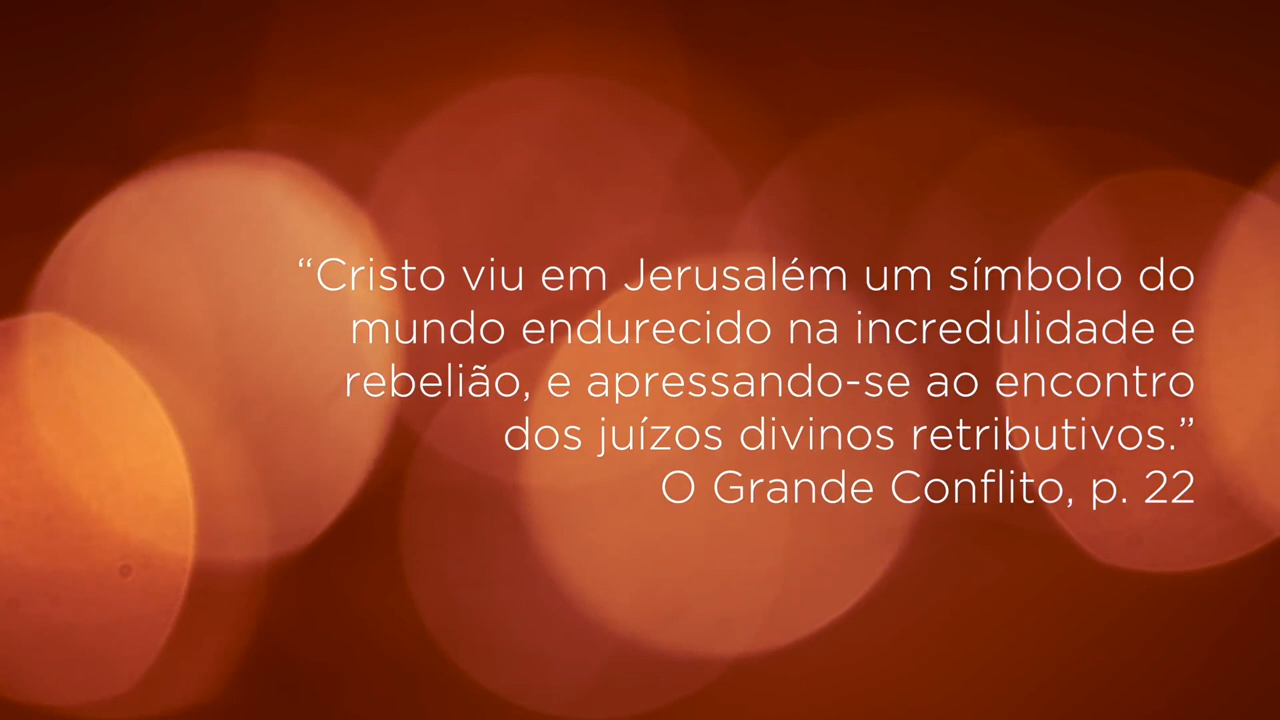 “Cristo viu em Jerusalém um símbolo do
mundo endurecido na incredulidade e
rebelião, e apressando-se ao encontro
dos juízos divinos retributivos.”
O Grande Conflito, p. 22